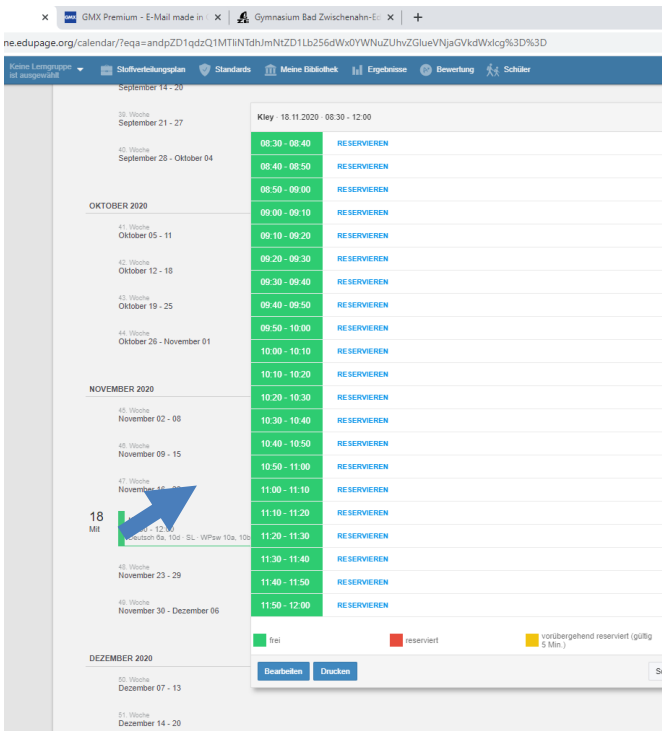 GMX Premium - E-Mail made in
Gymnasium Bad Zwischenahn-Ed
ne.edupage.org/calendar/?eqa=andpZD1qdzQ1MTIiNTdhJmNtZD1Lb256dWx0YWNuZUhvZGlueVNjaGVkdWxlcg%3D%3D
Keine Lerngruppe
ist ausgewählt
Stoffverteilungsplan
Standards
Meine Bibliothek
Ergebnisse
Bewertung
Schüler
September 14 - 20
39. Woche
September 21 - 27
40. Woche
September 28 - Oktober 04
OKTOBER 2020
41. Woche
Oktober 05 - 11
42. Woche
Oktober 12 - 18
43. Woche
Oktober 19 - 25
44. Woche
Oktober 26 - November 01
NOVEMBER 2020
45. Woche
November 02 - 08
46. Woche
November 09 - 15
47. Woche
November
18
Mit
- 12:00
Deutsch 6a, 10d · SL · WPsw 10a, 10b
48. Woche
November 23 - 29
49. Woche
November 30 - Dezember 06
DEZEMBER 2020
50. Woche
Dezember 07 - 13
51. Woche
Dezember 14 - 20
Kley · 18.11.2020 · 08:30 - 12:00
08:30 - 08:40 RESERVIEREN
08:40 - 08:50 RESERVIEREN
08:50 - 09:00 RESERVIEREN
09:00 - 09:10 RESERVIEREN
09:10 - 09:20 RESERVIEREN
09:20 - 09:30 RESERVIEREN
09:30 - 09:40 RESERVIEREN
09:40 - 09:50 RESERVIEREN
09:50 - 10:00 RESERVIEREN
10:00 - 10:10 RESERVIEREN
10:10 - 10:20 RESERVIEREN
10:20 - 10:30 RESERVIEREN
10:30 - 10:40 RESERVIEREN
10:40 - 10:50 RESERVIEREN
10:50 - 11:00 RESERVIEREN
11:00 - 11:10 RESERVIEREN
11:10 - 11:20 RESERVIEREN
11:20 - 11:30 RESERVIEREN
11:30 - 11:40 RESERVIEREN
11:40 - 11:50 RESERVIEREN
11:50 - 12:00 RESERVIEREN
frei
reserviert
vorübergehend reserviert (gültig
5 Min.)
Bearbeiten
Drucken